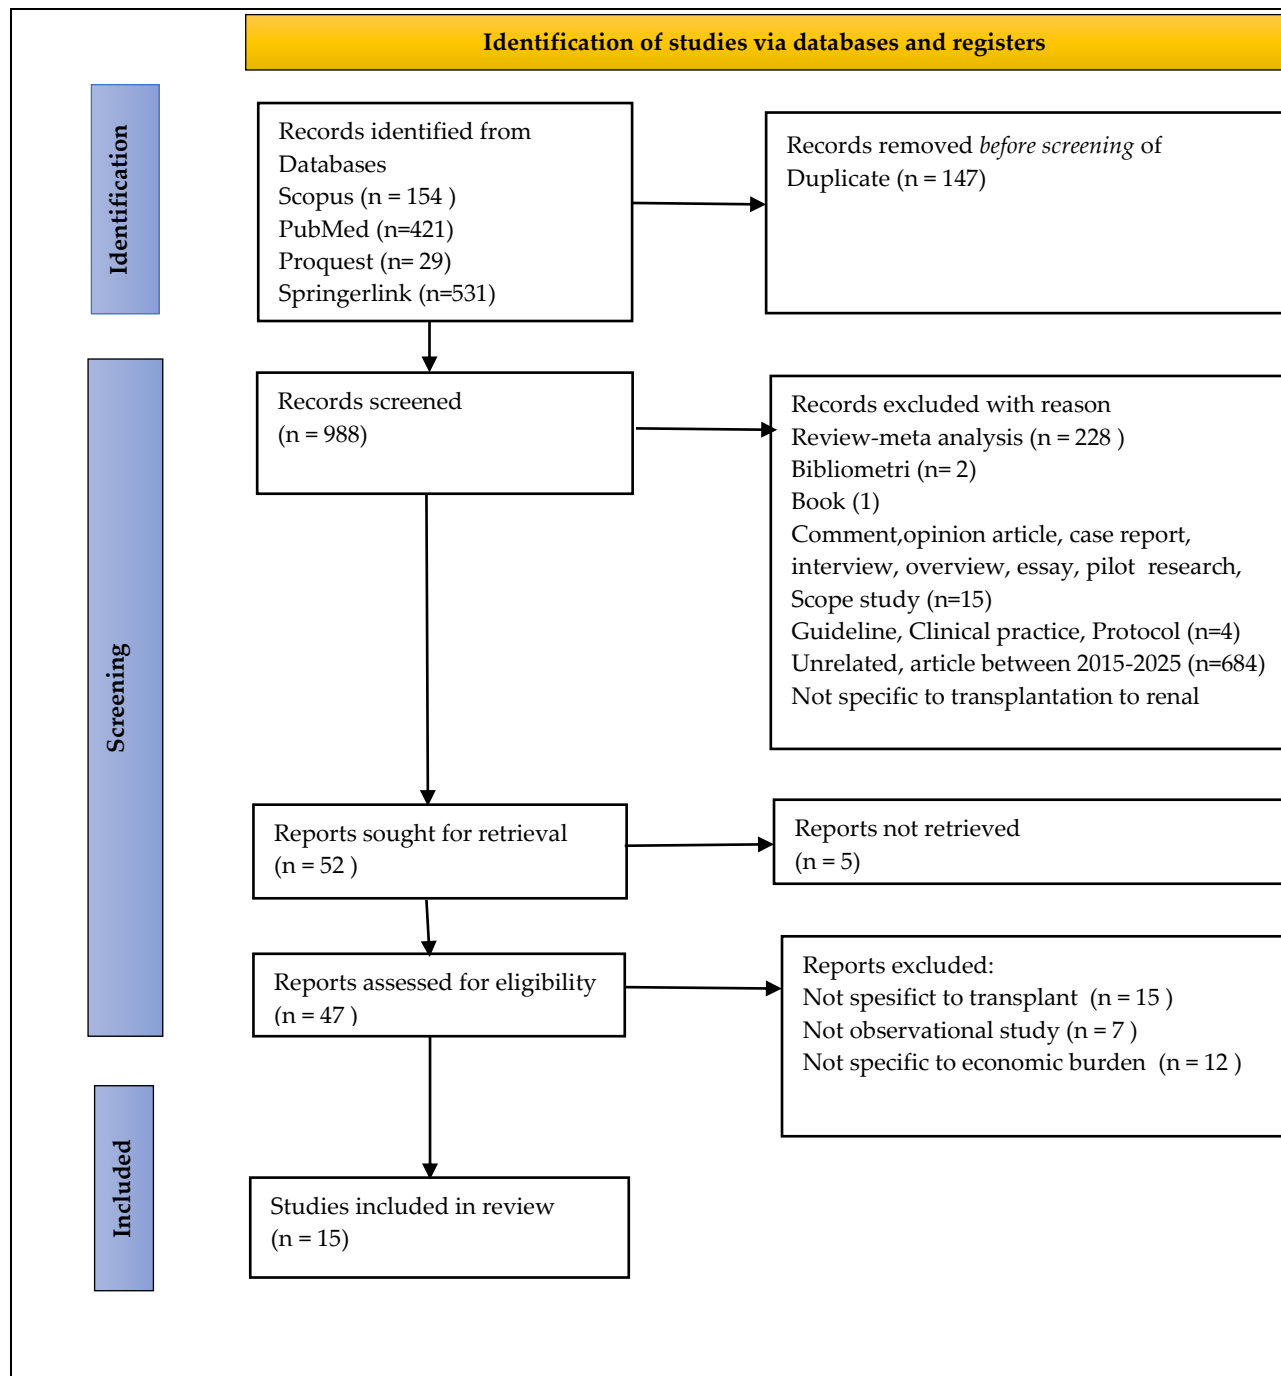 Identification of studies via databases and registers
Identification
Records identified from
Databases
Scopus (n = 154 )
PubMed (n=421)
Proquest (n= 29)
Springerlink (n=531)
Records removed before screening of
Duplicate (n = 147)
Screening
Records screened
(n = 988)
Records excluded with reason
Review-meta analysis (n = 228 )
Bibliometri (n= 2)
Book (1)
Comment,opinion article, case report,
interview, overview, essay, pilot research,
Scope study (n=15)
Guideline, Clinical practice, Protocol (n=4)
Unrelated, article between 2015-2025 (n=684)
Not specific to transplantation to renal
Reports sought for retrieval
(n = 52 )
Reports not retrieved
(n = 5)
Reports assessed for eligibility
(n = 47 )
Reports excluded:
Not spesifict to transplant (n = 15 )
Not observational study (n = 7 )
Not specific to economic burden (n = 12 )
Included
Studies included in review
(n = 15)